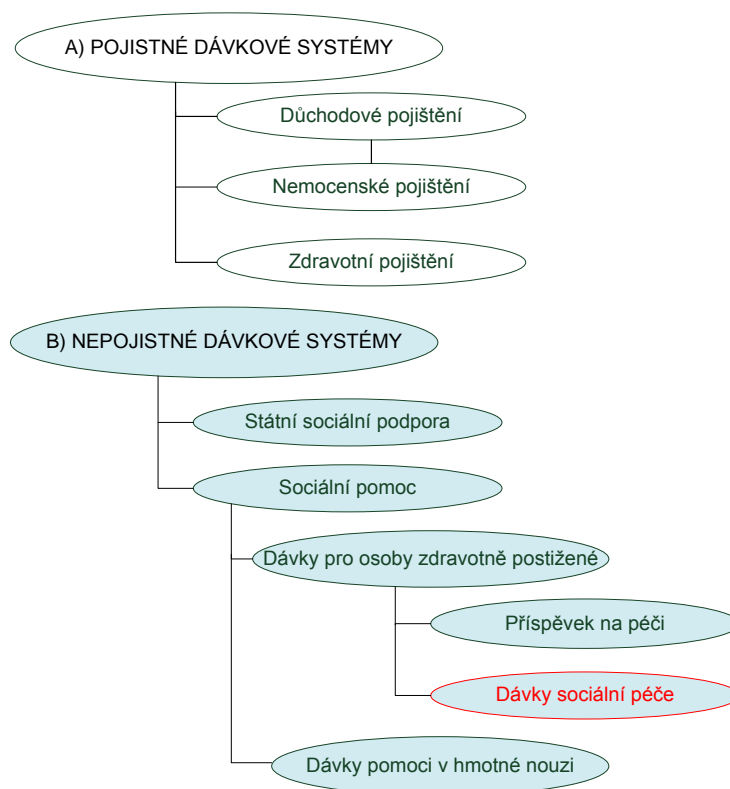 A) POJISTNÉ DÁVKOVÉ SYSTÉMY
Důchodové pojištění
Nemocenské pojištění
Zdravotní pojištění
B) NEPOJISTNÉ DÁVKOVÉ SYSTÉMY
Státní sociální podpora
Sociální pomoc
Dávky pro osoby zdravotně postižené
Příspěvek na péči
Dávky sociální péče
Dávky pomoci v hmotné nouzi